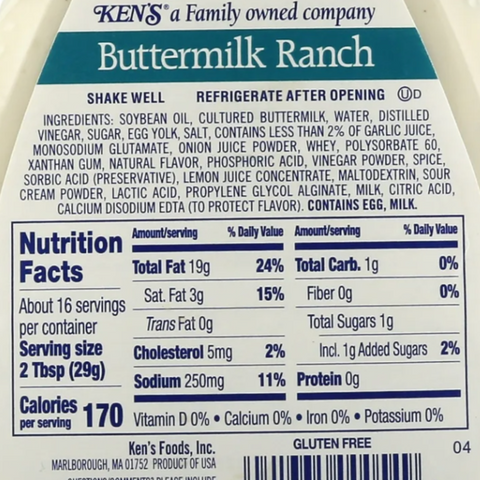 KEN'S® a Family owned company
Buttermilk Ranch
SHAKE WELL REFRIGERATE AFTER OPENING UD
INGREDIENTS: SOYBEAN OIL, CULTURED BUTTERMILK, WATER, DISTILLED
VINEGAR, SUGAR, EGG YOLK, SALT, CONTAINS LESS THAN 2% OF GARLIC JUICE,
MONOSODIUM GLUTAMATE, ONION JUICE POWDER, WHEY, POLYSORBATE 60,
XANTHAN GUM, NATURAL FLAVOR, PHOSPHORIC ACID, VINEGAR POWDER, SPICE,
SORBIC ACID (PRESERVATIVE), LEMON JUICE CONCENTRATE, MALTODEXTRIN, SOUR
CREAM POWDER, LACTIC ACID, PROPYLENE GLYCOL ALGINATE, MILK, CITRIC ACID,
CALCIUM DISODIUM EDTA (TO PROTECT FLAVOR). CONTAINS EGG, MILK.
Nutrition
Facts
About 16 servings
per container
Serving size
2 Tbsp (29g)
Calories
per serving 170
Amount/serving % Daily Value
Total Fat 19g 24%
Sat. Fat 3g 15%
Trans Fat 0g
Cholesterol 5mg 2%
Sodium 250mg 11%
Amount/serving % Daily Value
Total Carb. 1g 0%
Fiber 0g 0%
Total Sugars 1g
Incl. 1g Added Sugars 2%
Protein 0g
Vitamin D 0% • Calcium 0% • Iron 0% • Potassium 0%
Ken's Foods, Inc.
MARLBOROUGH, MA 01752 PRODUCT OF USA
GLUTEN FREE
04